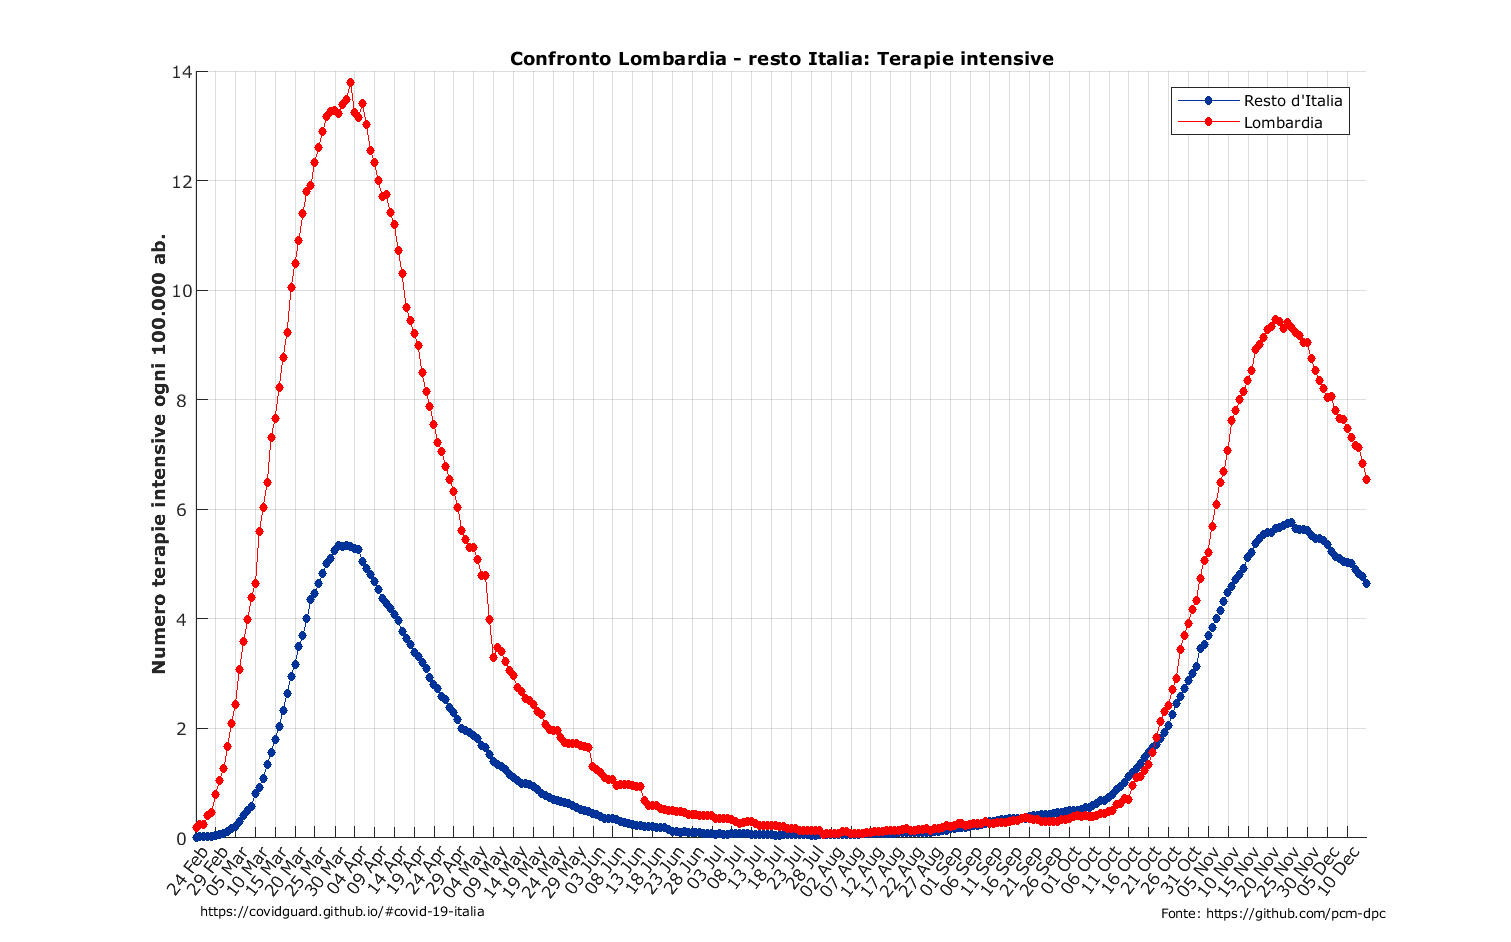 Confronto Lombardia - resto Italia: Terapie intensive
Numero terapie intensive ogni 100.000 ab.
14
12
10
8
6
4
2
0
Resto d'Italia
Lombardia
24 Feb
29 Feb
05 Mar
10 Mar
15 Mar
20 Mar
25 Mar
30 Mar
04 Apr
09 Apr
14 Apr
19 Apr
24 Apr
29 Apr
04 May
09 May
14 May
19 May
24 May
29 May
03 Jun
08 Jun
13 Jun
18 Jun
23 Jun
28 Jun
03 Jul
08 Jul
13 Jul
18 Jul
23 Jul
28 Jul
02 Aug
07 Aug
12 Aug
17 Aug
22 Aug
27 Aug
01 Sep
06 Sep
11 Sep
16 Sep
21 Sep
26 Sep
01 Oct
06 Oct
11 Oct
16 Oct
21 Oct
26 Oct
31 Oct
05 Nov
10 Nov
15 Nov
20 Nov
25 Nov
30 Nov
05 Dec
10 Dec
https://covidguard.github.io/#covid-19-italia
Fonte: https://github.com/pcm-dpc